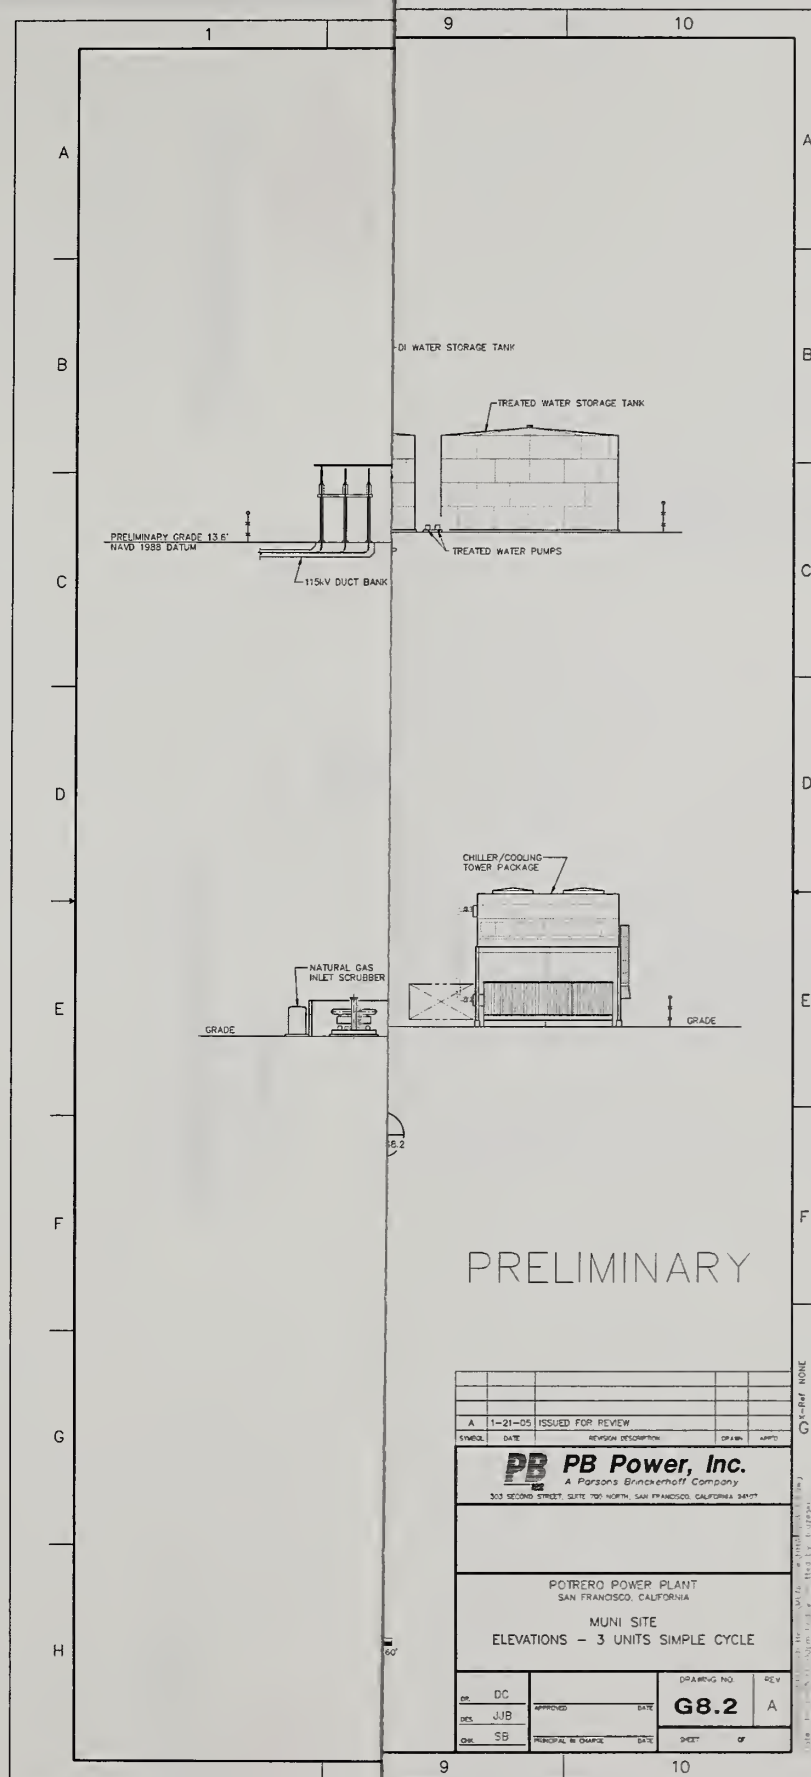 1
9
10
A
A
B
B
DI WATER STORAGE TANK
TREATED WATER STORAGE TANK
PRELIMINARY GRADE 13.6'
NAVD 1988 DATUM
TREATED WATER PUMPS
115kV DUCT BANK
C
C
D
D
CHILLER/COOLING
TOWER PACKAGE
NATURAL GAS
INLET SCRUBBER
E
E
GRADE
GRADE
F
F
PRELIMINARY
X-Ref NONE
G
G
A 1-21-05 ISSUED FOR REVIEW
SYMBOL DATE REVISION DESCRIPTION DRAWN APP'D
PB PB Power, Inc.
A Parsons Brinckerhoff Company
303 SECOND STREET, SUITE 700 NORTH, SAN FRANCISCO, CALIFORNIA 94107
POTRERO POWER PLANT
SAN FRANCISCO, CALIFORNIA
MUNI SITE
ELEVATIONS - 3 UNITS SIMPLE CYCLE
H
60'
DR. DC
DES. JJB
CHK. SB
APPROVED DATE
PRINCIPAL IN CHARGE DATE
DRAWING NO. REV
G8.2 A
SHEET OF
9
10